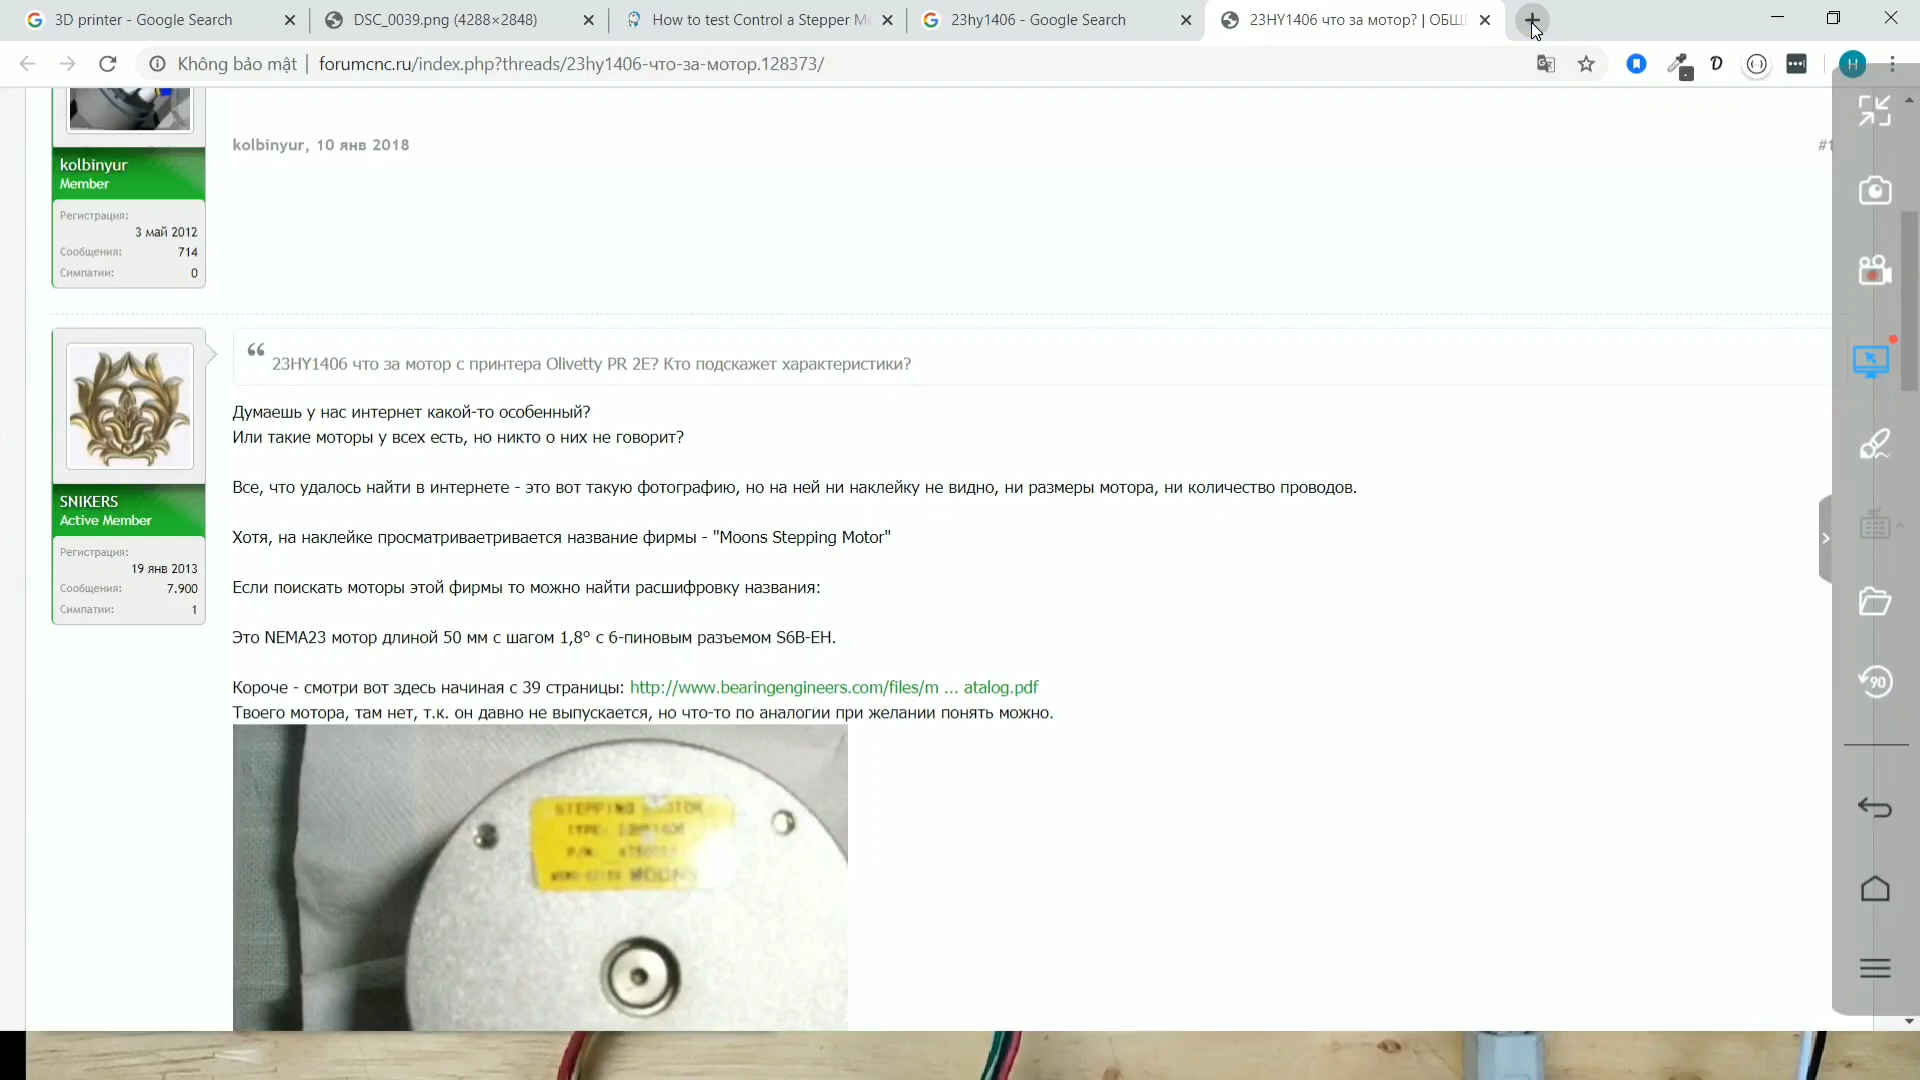 3D printer - Google Search
DSC_0039.png (4288×2848)
How to test Control a Stepper Mo
23hy1406 - Google Search
23HY1406 что за мотор? | ОБЩЕ
Không bảo mật
forumcnc.ru/index.php?threads/23hy1406-что-за-мотор.128373/
H
kolbinyur
Member
Регистрация:
3 май 2012
Сообщения: 714
Симпатии: 0
kolbinyur, 10 янв 2018
#1
“ 23HY1406 что за мотор с принтера Olivetty PR 2E? Кто подскажет характеристики?
SNIKERS
Active Member
Регистрация:
19 янв 2013
Сообщения: 7.900
Симпатии: 1
Думаешь у нас интернет какой-то особенный?
Или такие моторы у всех есть, но никто о них не говорит?
Все, что удалось найти в интернете - это вот такую фотографию, но на ней ни наклейку не видно, ни размеры мотора, ни количество проводов.
Хотя, на наклейке просматриваетривается название фирмы - "Moons Stepping Motor"
Если поискать моторы этой фирмы то можно найти расшифровку названия:
Это NEMA23 мотор длиной 50 мм с шагом 1,8° с 6-пиновым разъемом S6B-EH.
Короче - смотри вот здесь начиная с 39 страницы: http://www.bearingengineers.com/files/m ... atalog.pdf
Твоего мотора, там нет, т.к. он давно не выпускается, но что-то по аналогии при желании понять можно.
STEPPING MOTOR
TYPE: 23HY1406
P/N:
MOONS
90